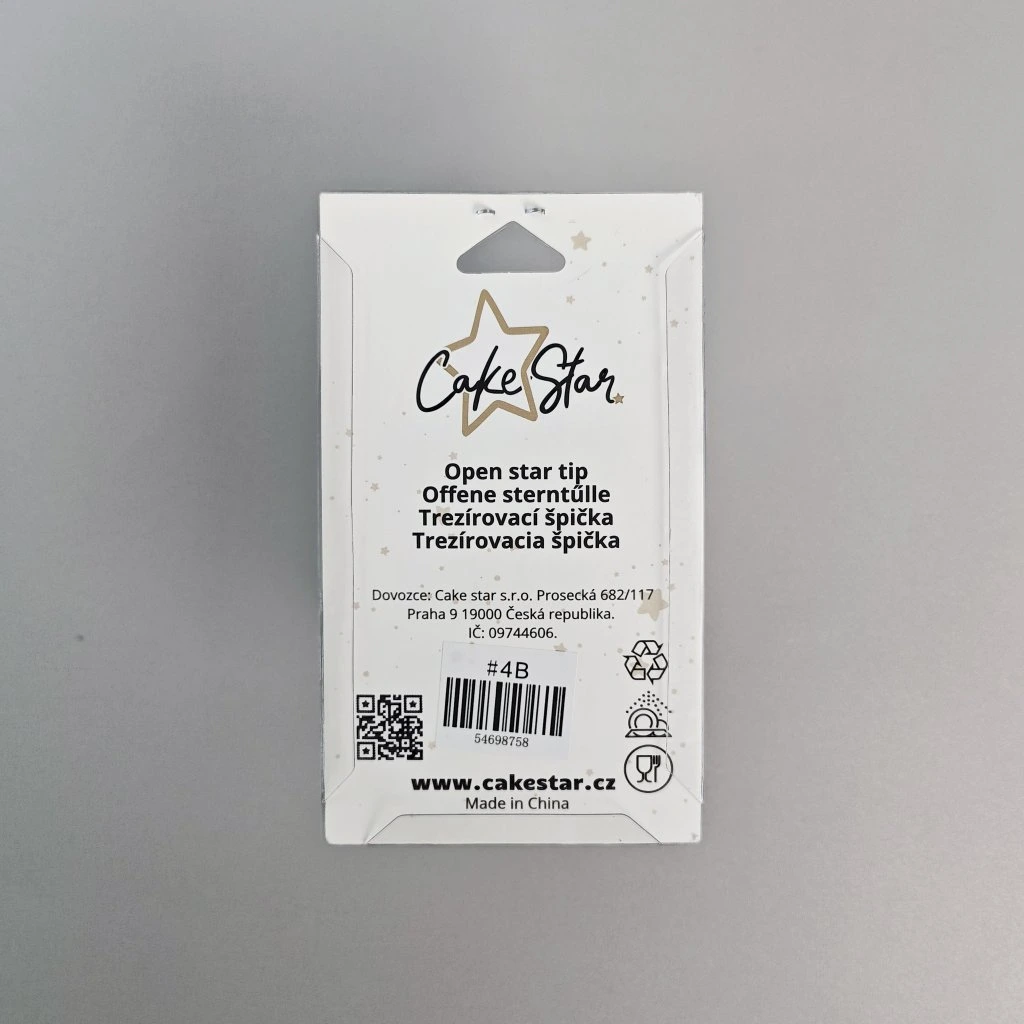 Cake Star
Open star tip
Offene sterntűlle
Trezírovací špička
Trezírovacia špička
Dovozce: Cake star s.r.o. Prosecká 682/117
Praha 9 19000 Česká republika.
IČ: 09744606.
#4B
54698758
www.cakestar.cz
Made in China